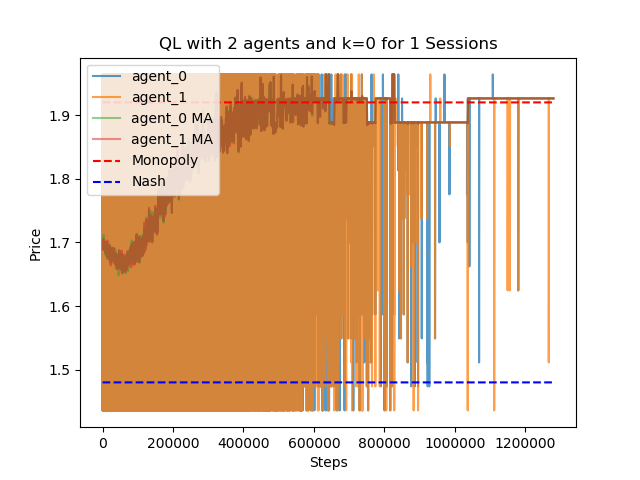 QL with 2 agents and k=0 for 1 Sessions
agent_0
agent_1
agent_0 MA
agent_1 MA
Monopoly
Nash
1.9
1.8
1.7
1.6
1.5
Price
0 200000 400000 600000 800000 1000000 1200000
Steps